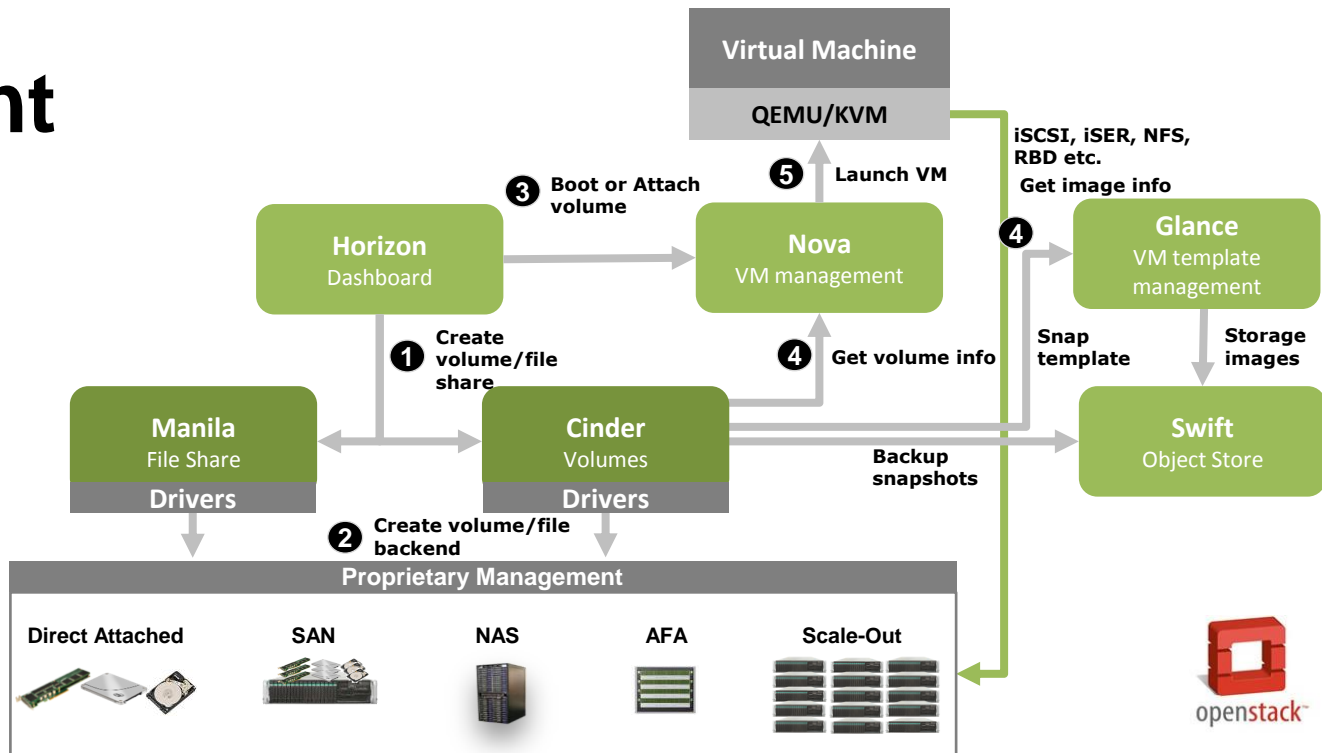 nt
Virtual Machine
QEMU/KVM
iSCSI, iSER, NFS,
RBD etc.
3 Boot or Attach
volume
5 Launch VM
Get image info
4
Horizon
Dashboard
Nova
VM management
Glance
VM template
management
1 Create
volume/file
share
4 Get volume info
Snap
template
Storage
images
Manila
File Share
Drivers
Cinder
Volumes
Drivers
Swift
Object Store
Backup
snapshots
2 Create volume/file
backend
Proprietary Management
Direct Attached
SAN
NAS
AFA
Scale-Out
openstack™